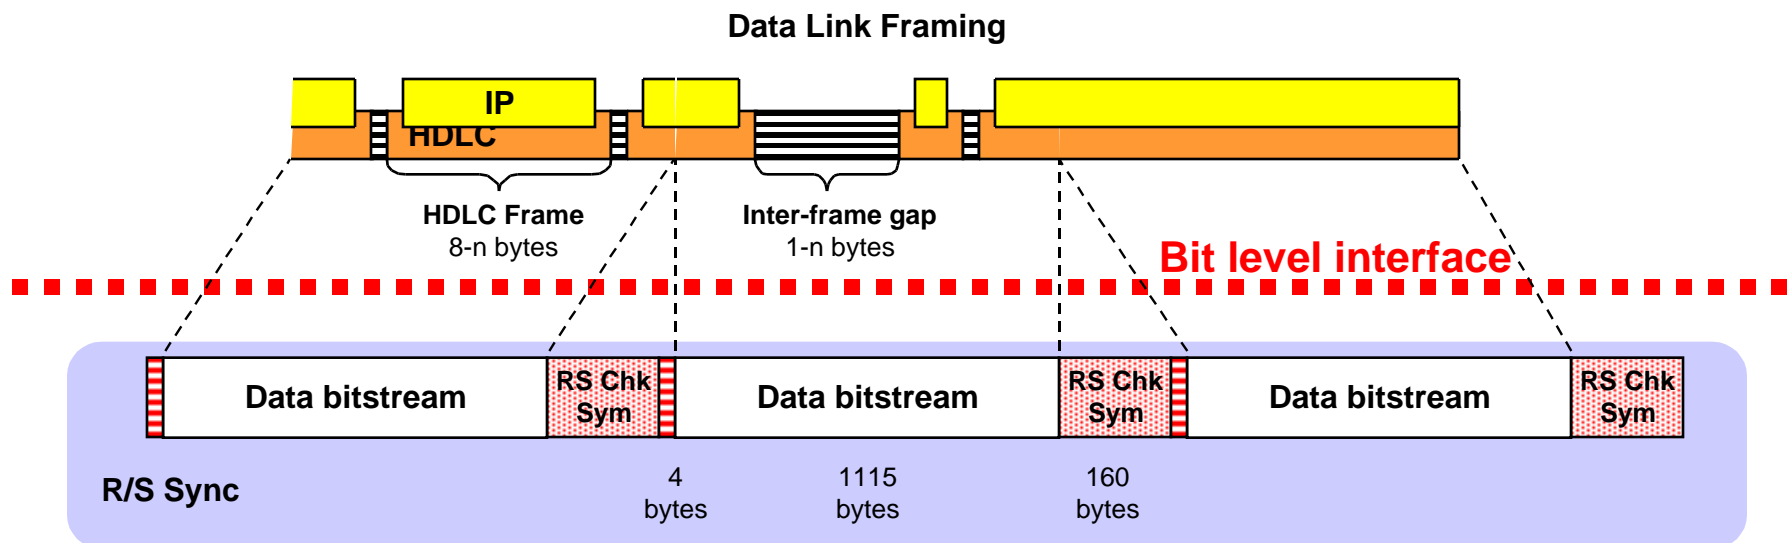 Data Link Framing
IP
HDLC
HDLC Frame
8-n bytes
Inter-frame gap
1-n bytes
Bit level interface
Data bitstream
RS Chk
Sym
Data bitstream
RS Chk
Sym
Data bitstream
RS Chk
Sym
R/S Sync
4
bytes
1115
bytes
160
bytes